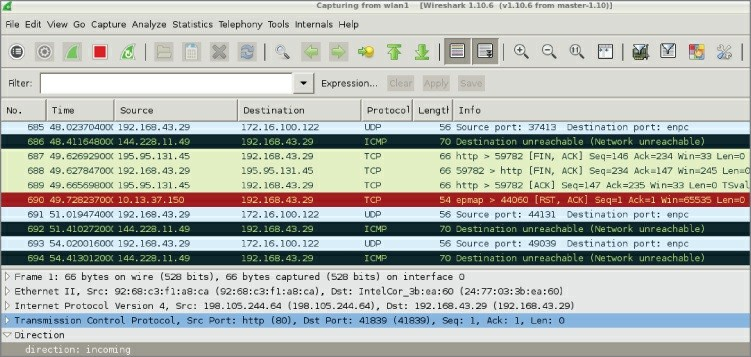 Capturing from wlan1 [Wireshark 1.10.6 (v1.10.6 from master-1.10)]
File Edit View Go Capture Analyze Statistics Telephony Tools Internals Help
Filter: Expression... Clear Apply Save
No. Time Source Destination Protocol Length Info
685 48.02370400( 192.168.43.29 172.16.100.122 UDP 56 Source port: 37413 Destination port: enpc
686 48.41164800( 144.228.11.49 192.168.43.29 ICMP 70 Destination unreachable (Network unreachable)
687 49.62692900( 195.95.131.45 192.168.43.29 TCP 66 http > 59782 [FIN, ACK] Seq=146 Ack=234 Win=33 Len=0
688 49.62784700( 192.168.43.29 195.95.131.45 TCP 66 59782 > http [FIN, ACK] Seq=234 Ack=147 Win=245 Len=0
689 49.66569800( 195.95.131.45 192.168.43.29 TCP 66 http > 59782 [ACK] Seq=147 Ack=235 Win=33 Len=0 TSval
690 49.72823700( 10.13.37.150 192.168.43.29 TCP 54 epmap > 44060 [RST, ACK] Seq=1 Ack=1 Win=65535 Len=0
691 51.01947400( 192.168.43.29 172.16.100.122 UDP 56 Source port: 44131 Destination port: enpc
692 51.41027200( 144.228.11.49 192.168.43.29 ICMP 70 Destination unreachable (Network unreachable)
693 54.02001600( 192.168.43.29 172.16.100.122 UDP 56 Source port: 49039 Destination port: enpc
694 54.41301200( 144.228.11.49 192.168.43.29 ICMP 70 Destination unreachable (Network unreachable)
Frame 1: 66 bytes on wire (528 bits), 66 bytes captured (528 bits) on interface 0
Ethernet II, Src: 92:68:c3:f1:a8:ca (92:68:c3:f1:a8:ca), Dst: IntelCor_3b:ea:60 (24:77:03:3b:ea:60)
Internet Protocol Version 4, Src: 198.105.244.64 (198.105.244.64), Dst: 192.168.43.29 (192.168.43.29)
Transmission Control Protocol, Src Port: http (80), Dst Port: 41839 (41839), Seq: 1, Ack: 1, Len: 0
Direction
direction: incoming